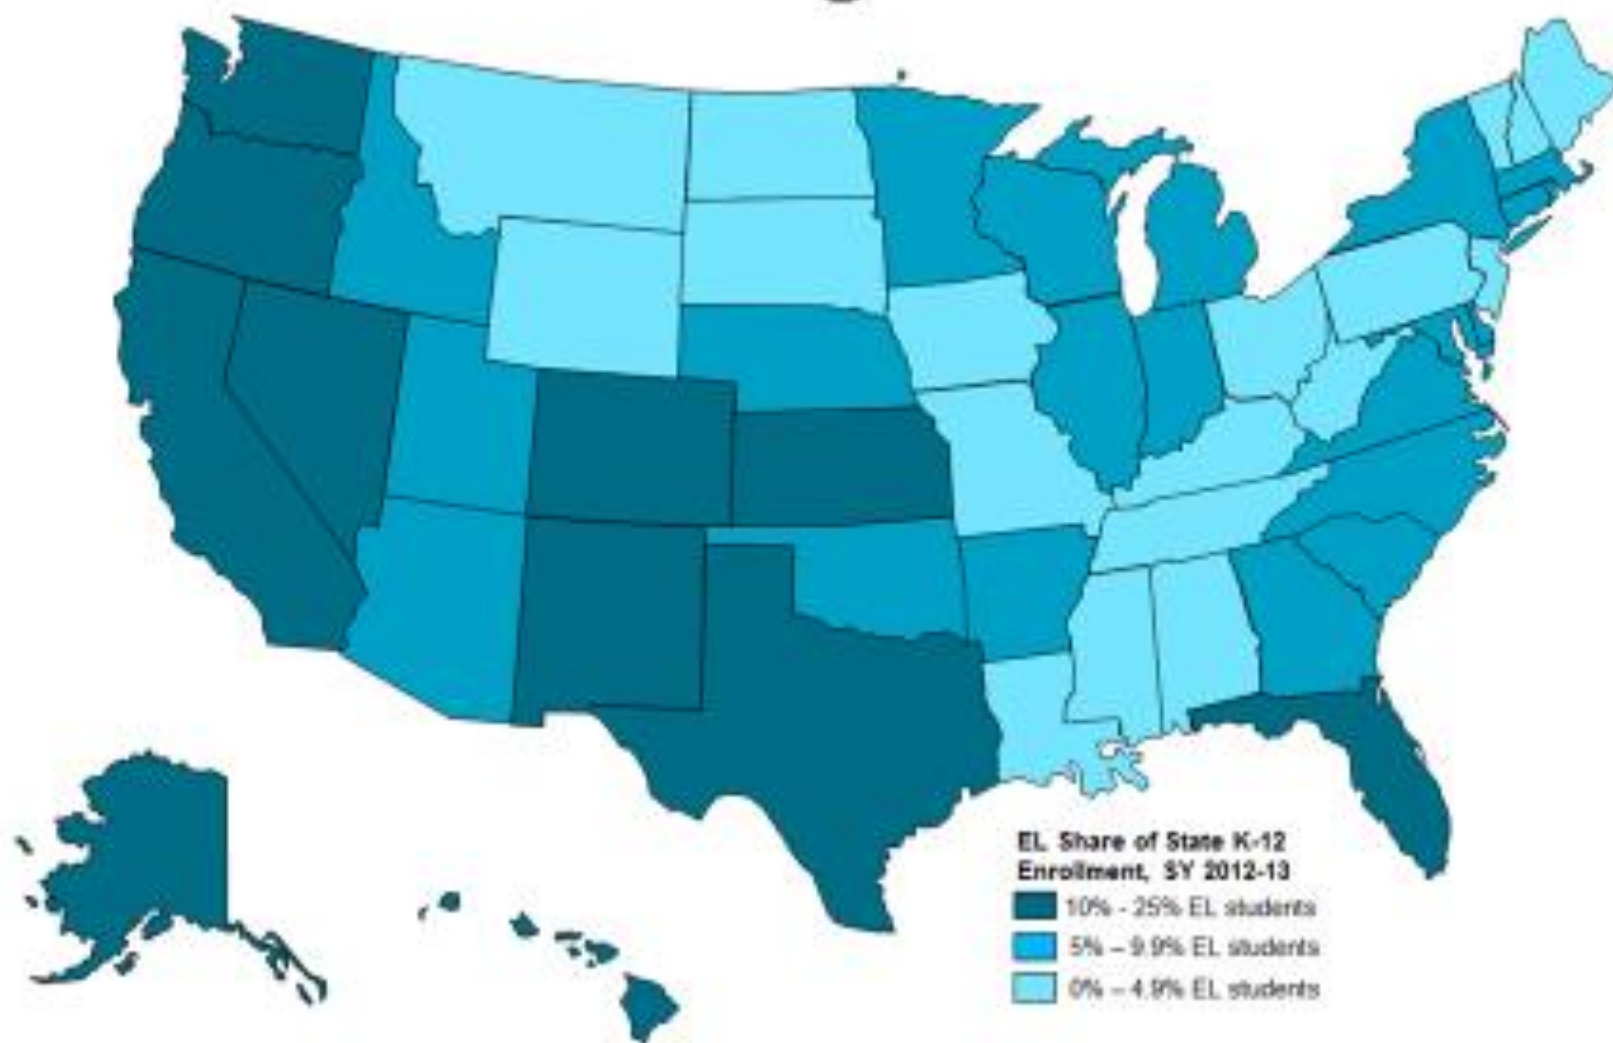 EL Share of State K-12
Enrollment, SY 2012-13
10% - 25% EL students
5% – 9.9% EL students
0% – 4.9% EL students